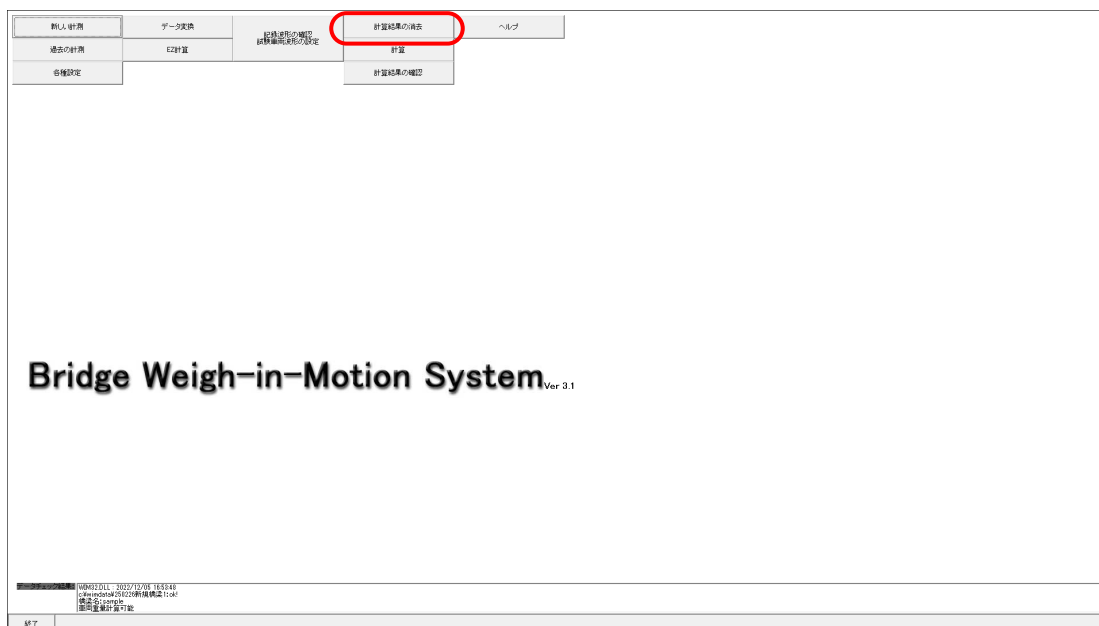 新しい計測
データ変換
記録波形の確認
試験車両波形の設定
計算結果の消去
ヘルプ
過去の計測
EZ計算
計算
各種設定
計算結果の確認
Bridge Weigh-in-Motion System Ver 3.1
データチェック結果
WIM32.DLL : 2022/12/05 16:53:48
c:¥wimdata¥250226新規橋梁1:ok!
橋梁名:sample
車両重量計算可能
終了